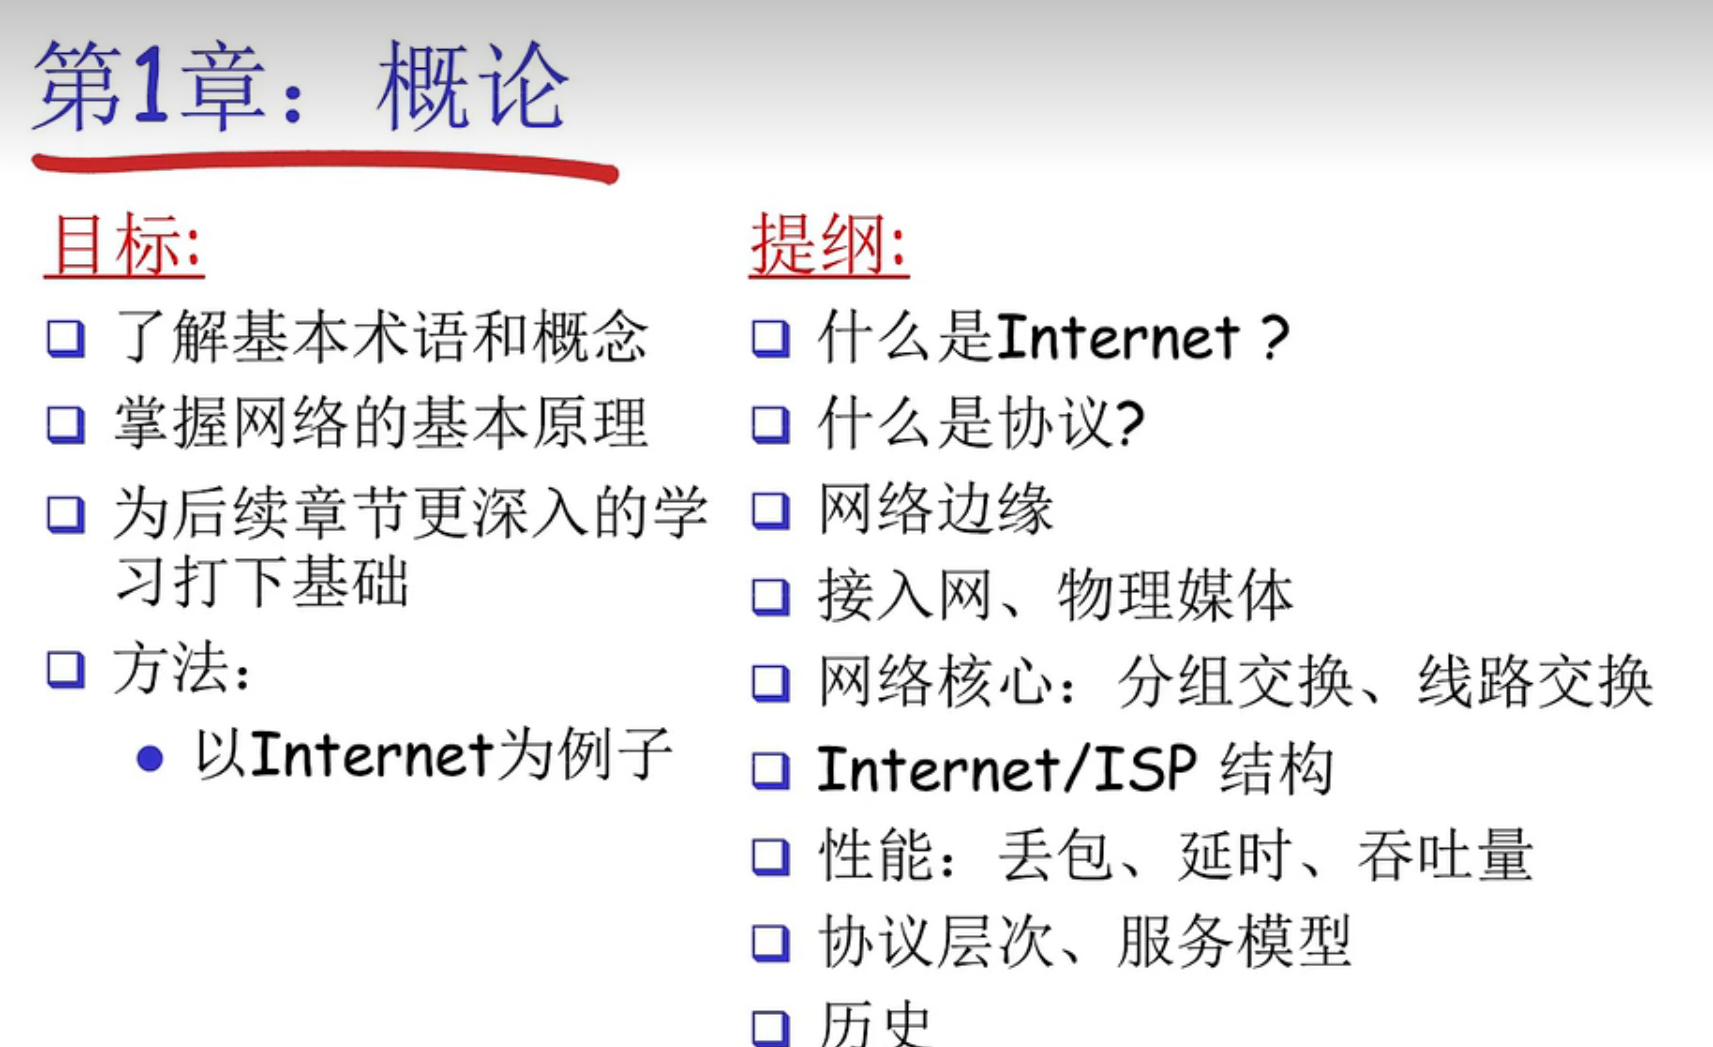 第1章：概论
目标:
了解基本术语和概念
掌握网络的基本原理
为后续章节更深入的学
习打下基础
方法：
以Internet为例子
提纲:
什么是Internet？
什么是协议?
网络边缘
接入网、物理媒体
网络核心：分组交换、线路交换
Internet/ISP 结构
性能：丢包、延时、吞吐量
协议层次、服务模型
历史